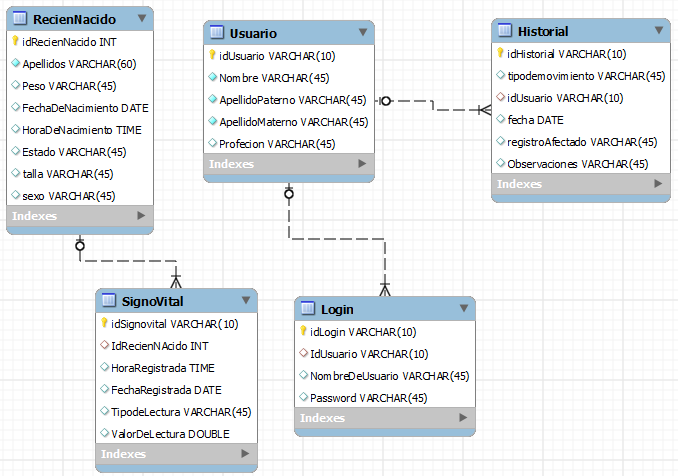 RecienNacido
idRecienNacido INT
Apellidos VARCHAR(60)
Peso VARCHAR(45)
FechaDeNacimiento DATE
HoraDeNacimiento TIME
Estado VARCHAR(45)
talla VARCHAR(45)
sexo VARCHAR(45)
Indexes
Usuario
idUsuario VARCHAR(10)
Nombre VARCHAR(45)
ApellidoPaterno VARCHAR(45)
ApellidoMaterno VARCHAR(45)
Profecion VARCHAR(45)
Indexes
Historial
idHistorial VARCHAR(10)
tipodemovimiento VARCHAR(45)
idUsuario VARCHAR(10)
fecha DATE
registroAfectado VARCHAR(45)
Observaciones VARCHAR(45)
Indexes
SignoVital
idSignovital VARCHAR(10)
IdRecienNAcido INT
HoraRegistrada TIME
FechaRegistrada DATE
TipodeLectura VARCHAR(45)
ValorDeLectura DOUBLE
Indexes
Login
idLogin VARCHAR(10)
IdUsuario VARCHAR(10)
NombreDeUsuario VARCHAR(45)
Password VARCHAR(45)
Indexes